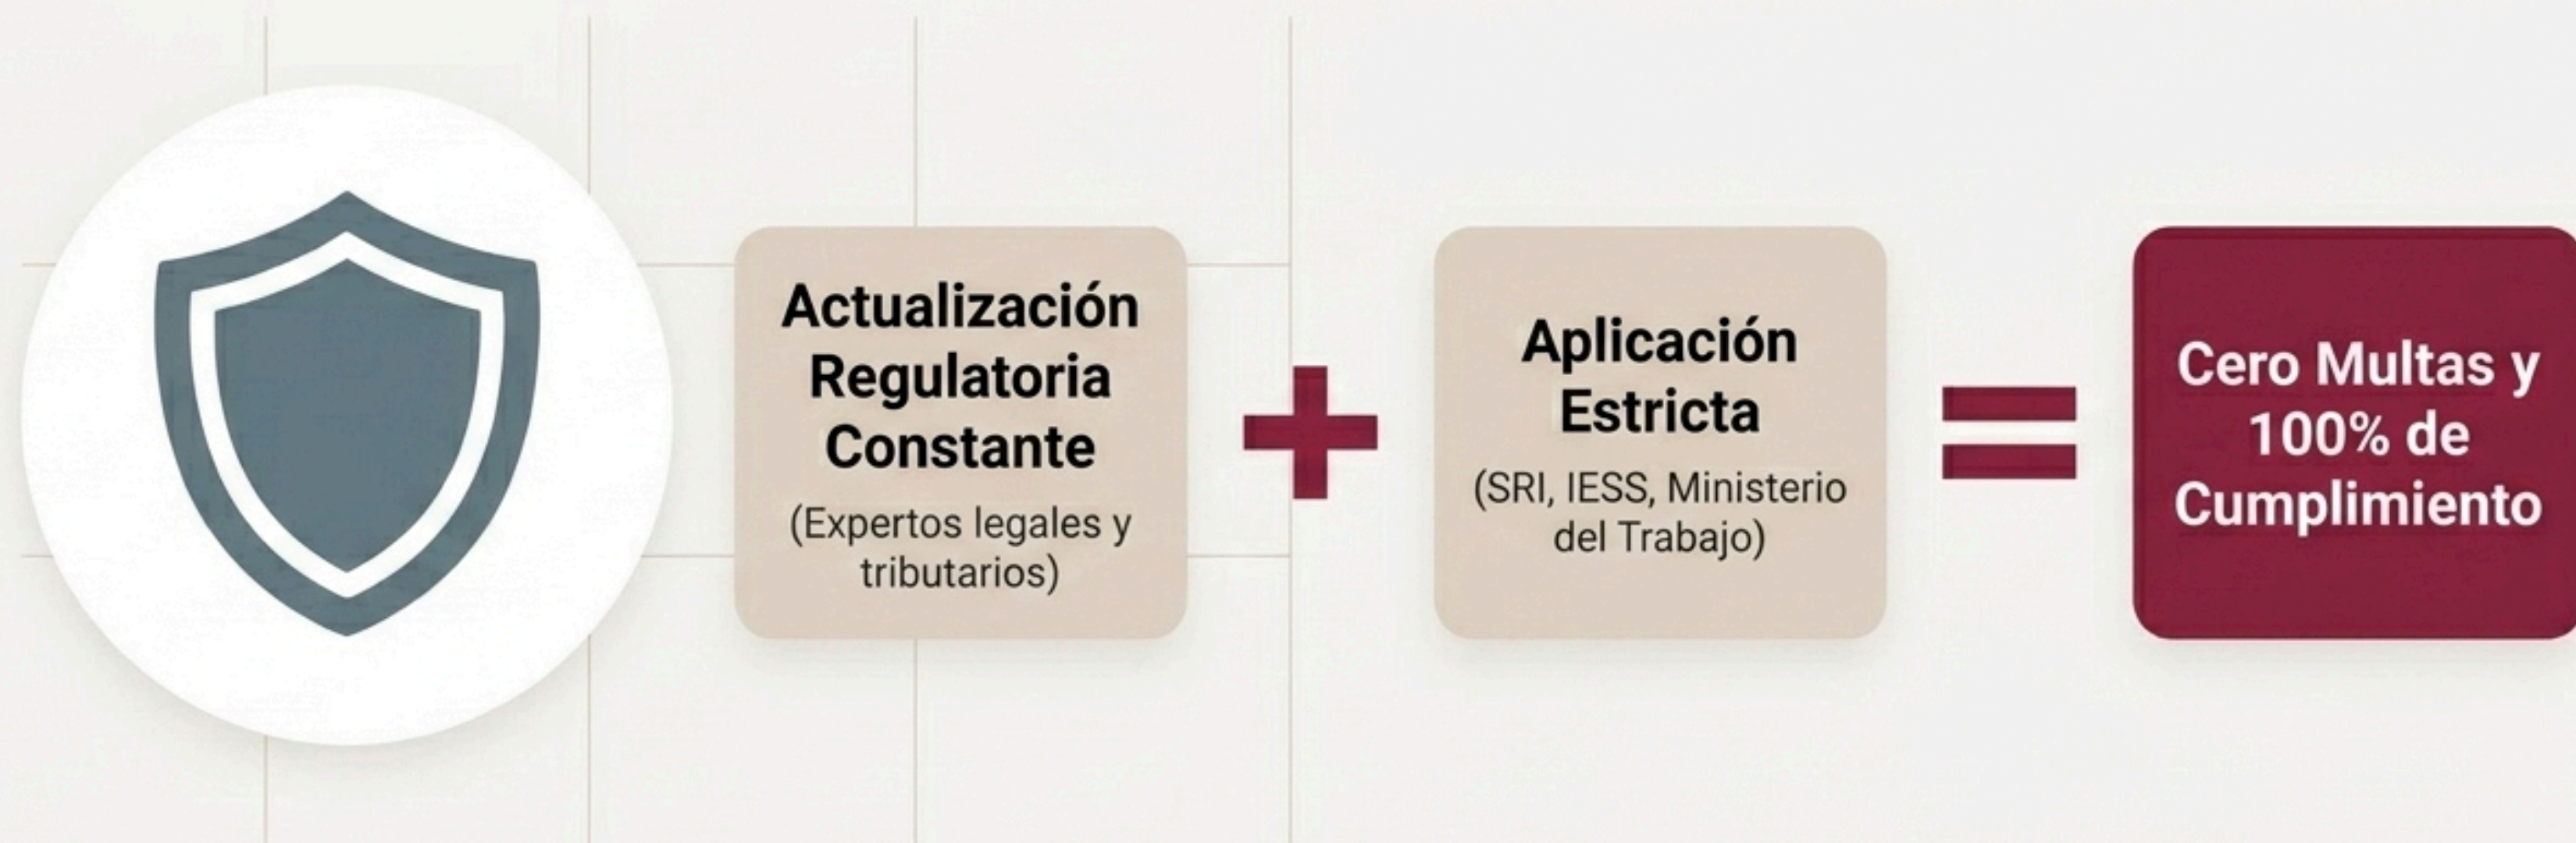 Actualización
Regulatoria
Constante
(Expertos legales y
tributarios)
+
Aplicación
Estricta
(SRI, IESS, Ministerio
del Trabajo)
=
Cero Multas y
100% de
Cumplimiento